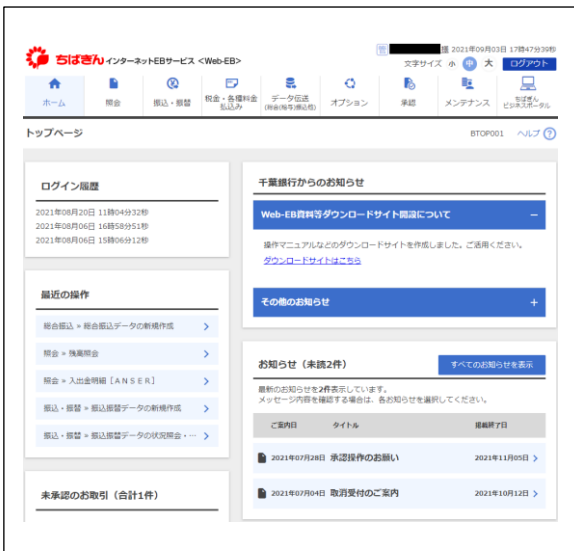 管 様 2021年09月03日 17時47分39秒
ちばぎん インターネットEBサービス <Web-EB>
文字サイズ 小 中 大 ログアウト
ホーム 照会 振込・振替 税金・各種料金払込み データ伝送(総合(給与)振込他) オプション 承認 メンテナンス ちばぎんビジネスポータル
トップページ BTOP001 ヘルプ ?
ログイン履歴
2021年08月20日 11時04分32秒
2021年08月06日 16時58分51秒
2021年08月06日 15時06分12秒
最近の操作
総合振込 » 総合振込データの新規作成
照会 » 残高照会
照会 » 入出金明細[ANSER]
振込・振替 » 振込振替データの新規作成
振込・振替 » 振込振替データの状況照会・…
未承認のお取引(合計1件)
千葉銀行からのお知らせ
Web-EB資料等ダウンロードサイト開設について
操作マニュアルなどのダウンロードサイトを作成しました。ご活用ください。
ダウンロードサイトはこちら
その他のお知らせ
お知らせ(未読2件) すべてのお知らせを表示
最新のお知らせを2件表示しています。
メッセージ内容を確認する場合は、各お知らせを選択してください。
ご案内日 タイトル 掲載終了日
2021年07月28日 承認操作のお願い 2021年11月05日
2021年07月04日 取消受付のご案内 2021年10月12日